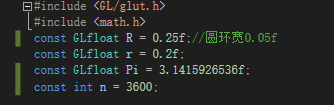 #include <GL/glut.h>
#include <math.h>
const GLfloat R = 0.25f;//圆环宽0.05f
const GLfloat r = 0.2f;
const GLfloat Pi = 3.1415926536f;
const int n = 3600;